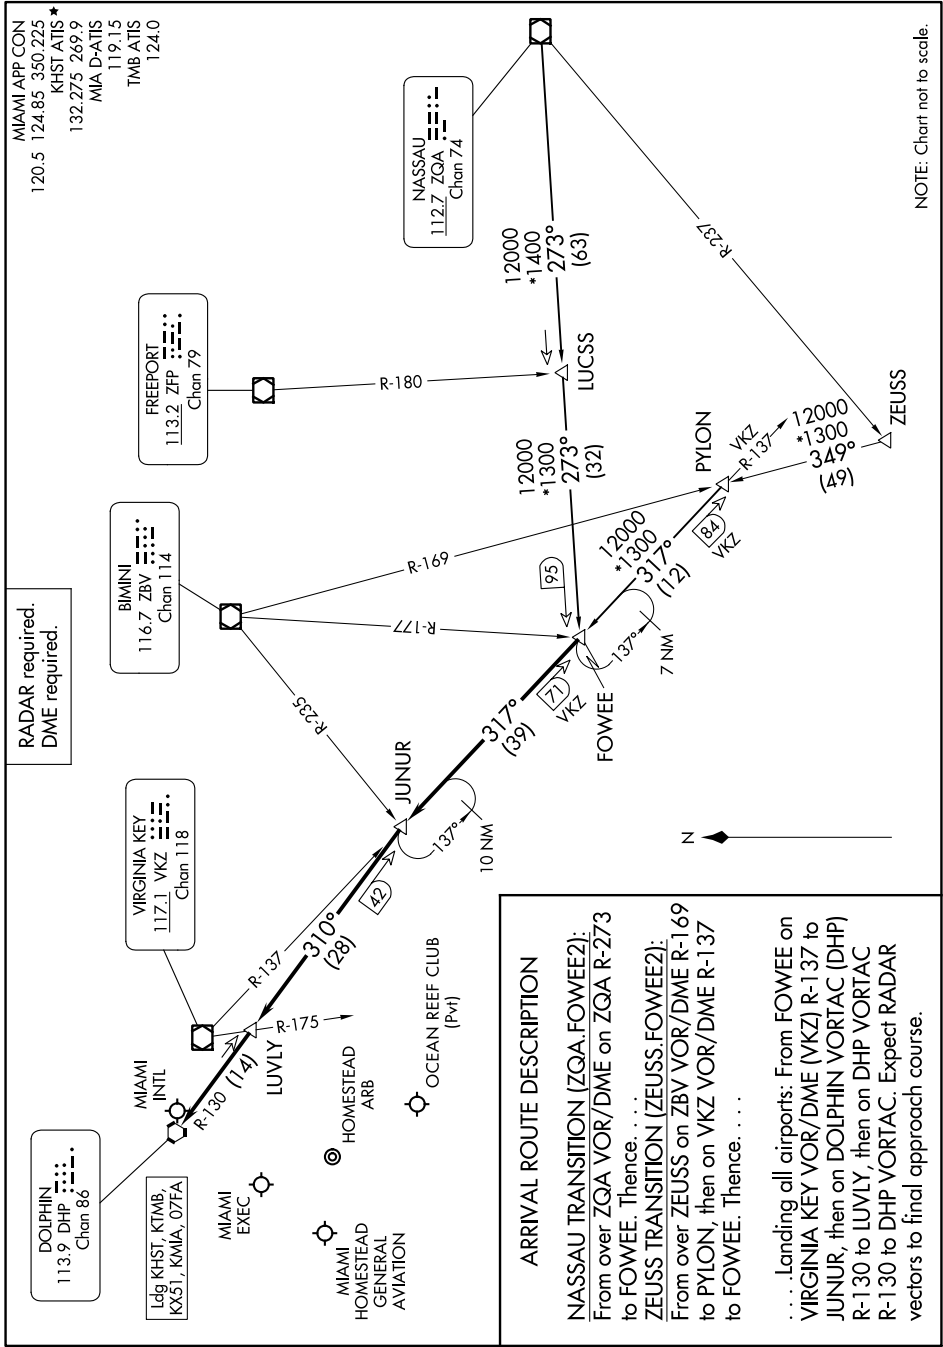 MIAMI APP CON
120.5 124.85 350.225
KHST ATIS★
132.275 269.9
MIA D-ATIS
119.15
TMB ATIS
124.0
RADAR required.
DME required.
DOLPHIN
113.9 DHP
Chan 86
Ldg KHST, KTMB,
KX51, KMIA, 07FA
VIRGINIA KEY
117.1 VKZ
Chan 118
BIMINI
116.7 ZBV
Chan 114
FREEPORT
113.2 ZFP
Chan 79
NASSAU
112.7 ZQA
Chan 74
MIAMI
INTL
R-130
(14)
LUVLY
R-175
R-137
310°
(28)
42
JUNUR
137°
10 NM
R-235
R-177
R-169
R-180
R-237
317°
(39)
71
VKZ
FOWEE
137°
7 NM
95
12000
*1300
273°
(32)
LUCSS
12000
*1400
273°
(63)
12000
*1300
317°
(12)
84
VKZ
PYLON
VKZ
R-137
12000
*1300
349°
(49)
ZEUSS
MIAMI
EXEC
HOMESTEAD
ARB
OCEAN REEF CLUB
(Pvt)
MIAMI
HOMESTEAD
GENERAL
AVIATION
N
NOTE: Chart not to scale.
ARRIVAL ROUTE DESCRIPTION
NASSAU TRANSITION (ZQA.FOWEE2):
From over ZQA VOR/DME on ZQA R-273
to FOWEE. Thence. . . .
ZEUSS TRANSITION (ZEUSS.FOWEE2):
From over ZEUSS on ZBV VOR/DME R-169
to PYLON, then on VKZ VOR/DME R-137
to FOWEE. Thence. . . .
. . . .Landing all airports: From FOWEE on
VIRGINIA KEY VOR/DME (VKZ) R-137 to
JUNUR, then on DOLPHIN VORTAC (DHP)
R-130 to LUVLY, then on DHP VORTAC
R-130 to DHP VORTAC. Expect RADAR
vectors to final approach course.